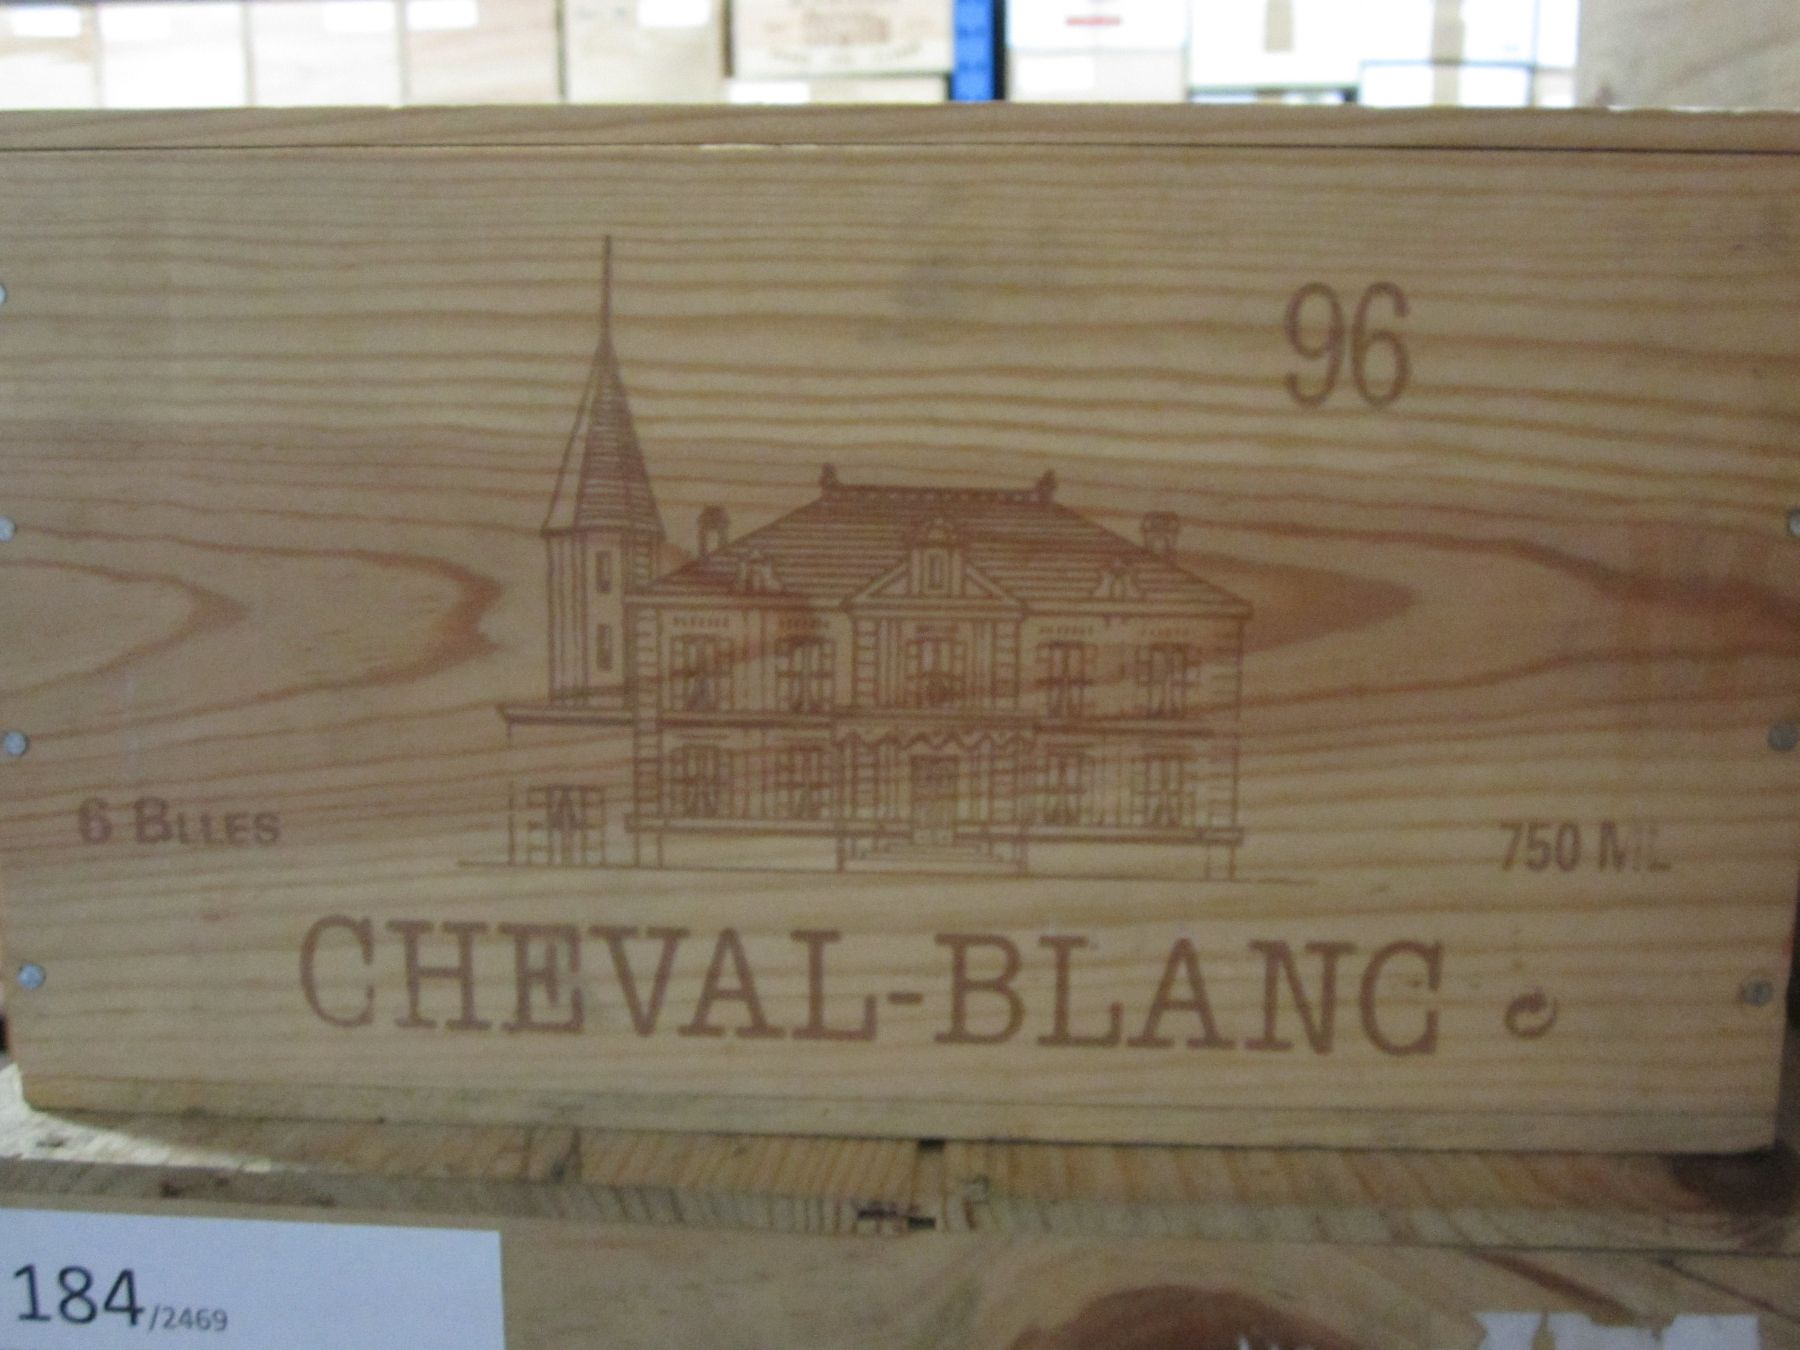 96
6 BLLES
750 ML
CHEVAL-BLANC
184/2469